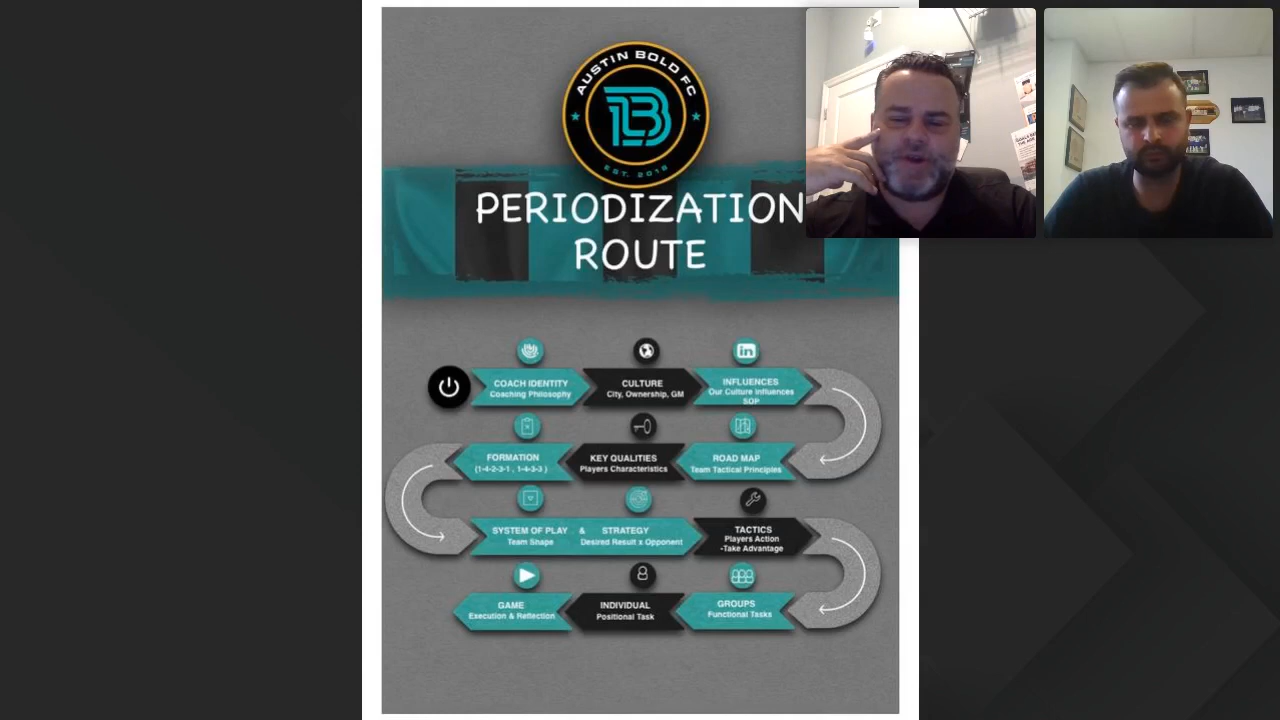 AUSTIN BOLD FC
EST. 2018
PERIODIZATION
ROUTE
in
COACH IDENTITY
Coaching Philosophy
CULTURE
City, Ownership, GM
INFLUENCES
Our Culture Influences
SOP
FORMATION
(1-4-2-3-1 , 1-4-3-3 )
KEY QUALITIES
Players Characteristics
ROAD MAP
Team Tactical Principles
SYSTEM OF PLAY & STRATEGY
Team Shape Desired Result x Opponent
TACTICS
Players Action
-Take Advantage
GAME
Execution & Reflection
INDIVIDUAL
Positional Task
GROUPS
Functional Tasks